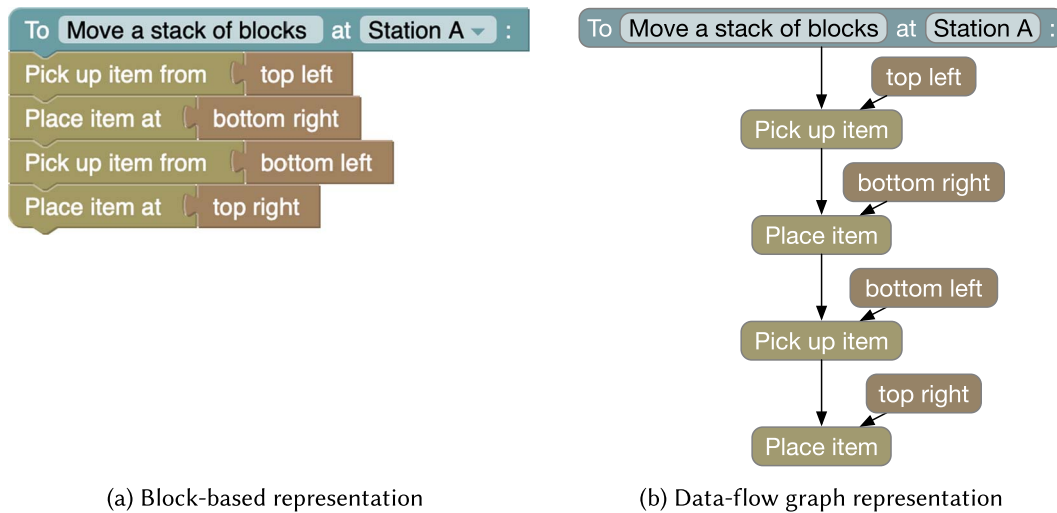 To Move a stack of blocks at Station A :
Pick up item from top left
Place item at bottom right
Pick up item from bottom left
Place item at top right
(a) Block-based representation
To Move a stack of blocks at Station A :
top left
Pick up item
bottom right
Place item
bottom left
Pick up item
top right
Place item
(b) Data-flow graph representation